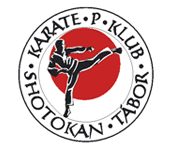 KARATE • P • KLUB
SHOTOKAN • TÁBOR